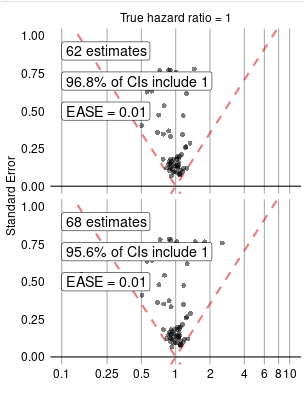 True hazard ratio = 1
1.00
62 estimates
0.75
96.8% of CIs include 1
0.50
EASE = 0.01
0.25
0.00
Standard Error
1.00
68 estimates
0.75
95.6% of CIs include 1
0.50
EASE = 0.01
0.25
0.00
0.1 0.25 0.5 1 2 4 6 8 10